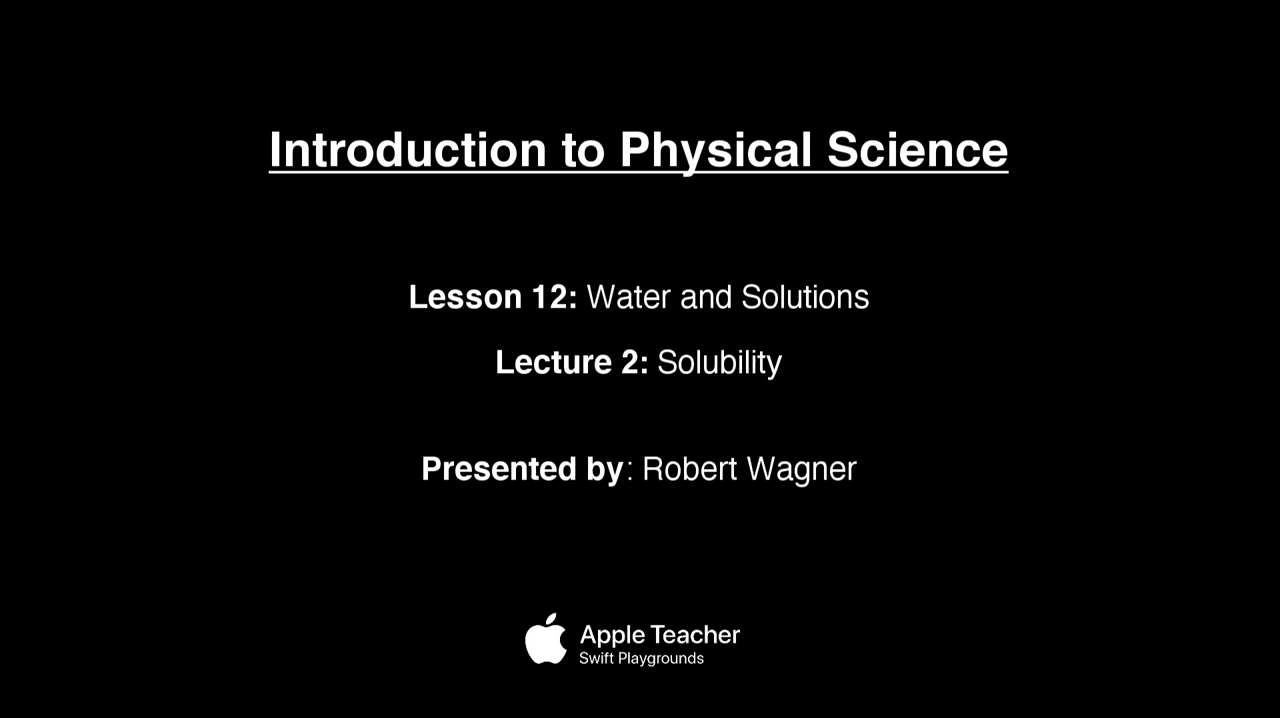 Introduction to Physical Science
Lesson 12: Water and Solutions
Lecture 2: Solubility
Presented by: Robert Wagner
Apple Teacher
Swift Playgrounds